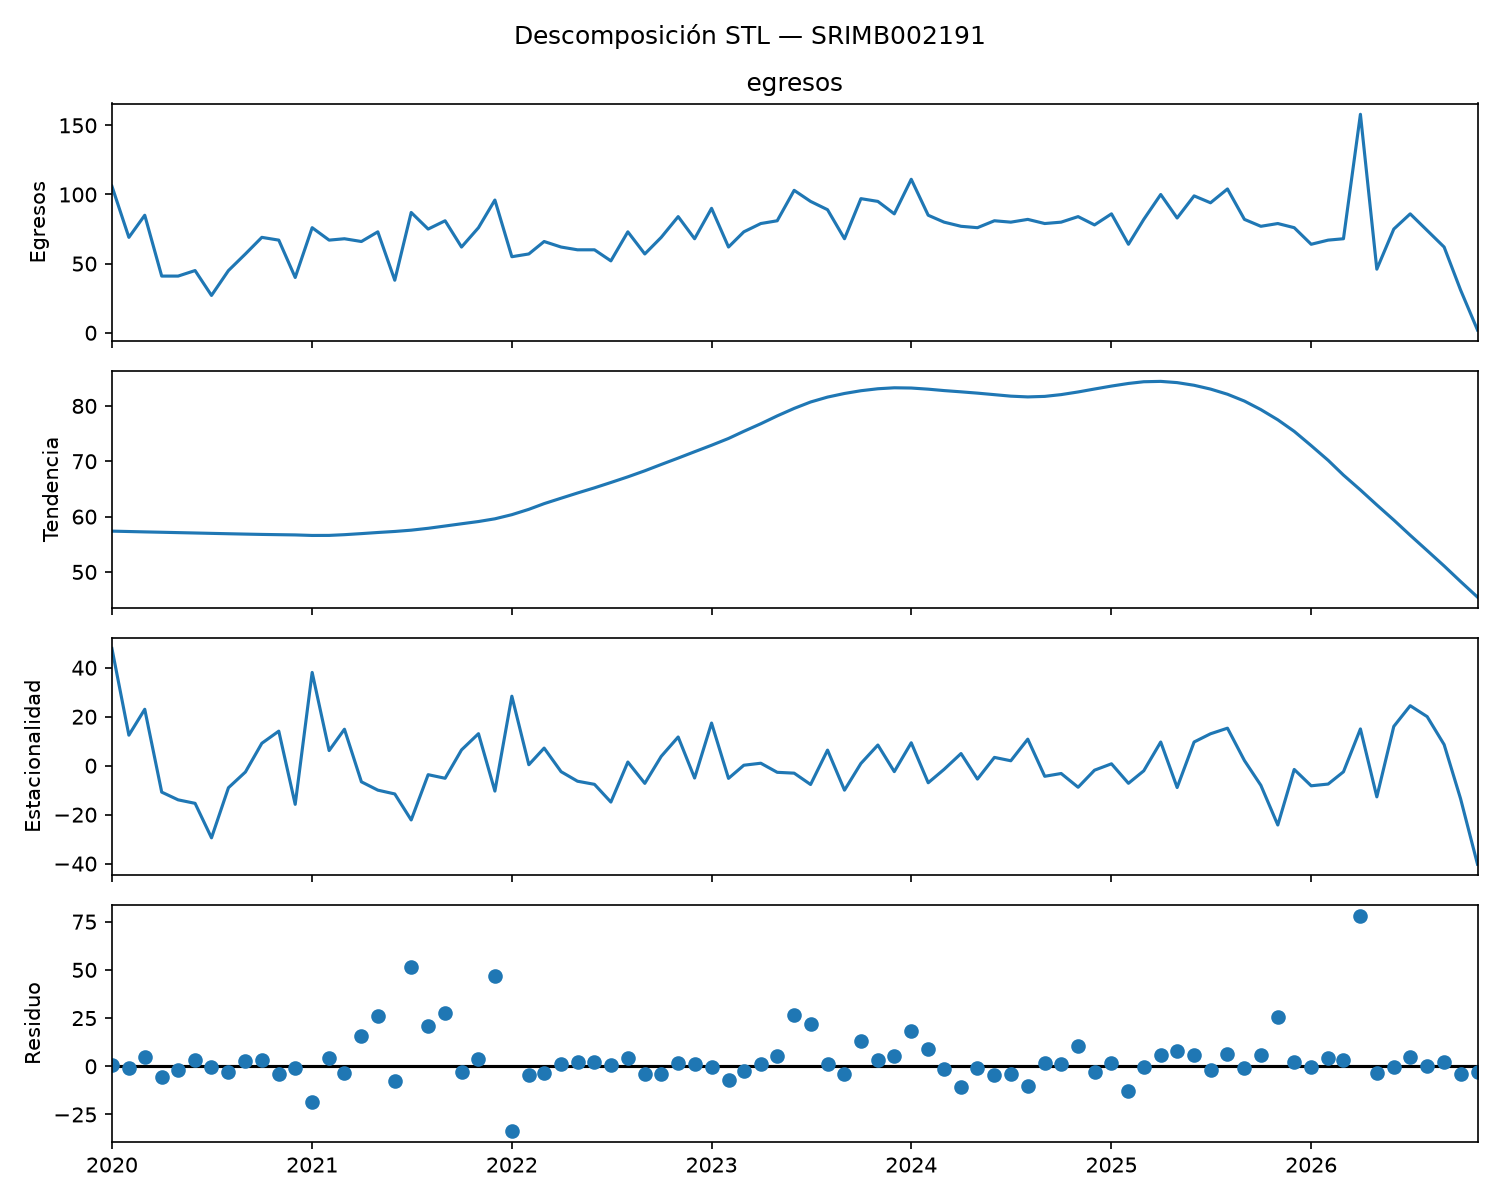 Descomposición STL — SRIMB002191
egresos
Egresos
150
100
50
0
Tendencia
80
70
60
50
Estacionalidad
40
20
0
−20
−40
Residuo
75
50
25
0
−25
2020 2021 2022 2023 2024 2025 2026